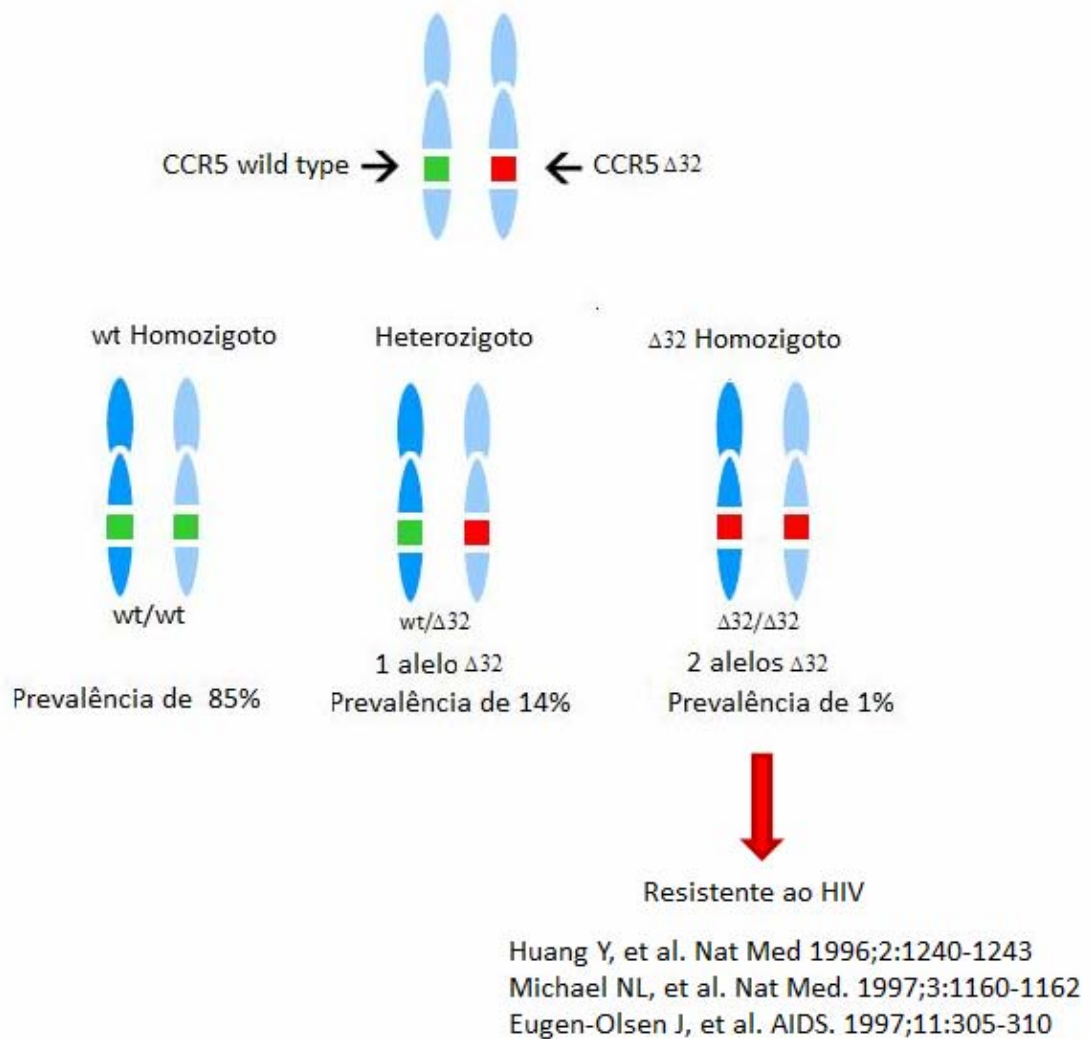 CCR5 wild type → ← CCR5 Δ32
wt Homozigoto Heterozigoto Δ32 Homozigoto
wt/wt wt/Δ32 Δ32/Δ32
1 alelo Δ32 2 alelos Δ32
Prevalência de 85% Prevalência de 14% Prevalência de 1%
Resistente ao HIV
Huang Y, et al. Nat Med 1996;2:1240-1243
Michael NL, et al. Nat Med. 1997;3:1160-1162
Eugen-Olsen J, et al. AIDS. 1997;11:305-310